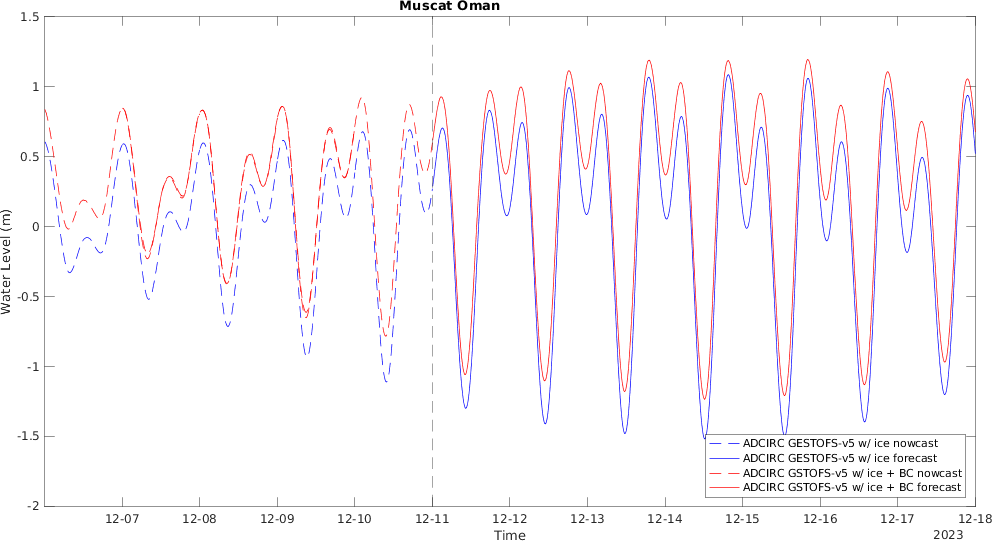 Muscat Oman
1.5
1
0.5
0
-0.5
-1
-1.5
-2
Water Level (m)
ADCIRC GESTOFS-v5 w/ ice nowcast
ADCIRC GESTOFS-v5 w/ ice forecast
ADCIRC GSTOFS-v5 w/ ice + BC nowcast
ADCIRC GSTOFS-v5 w/ ice + BC forecast
12-07 12-08 12-09 12-10 12-11 12-12 12-13 12-14 12-15 12-16 12-17 12-18
Time
2023